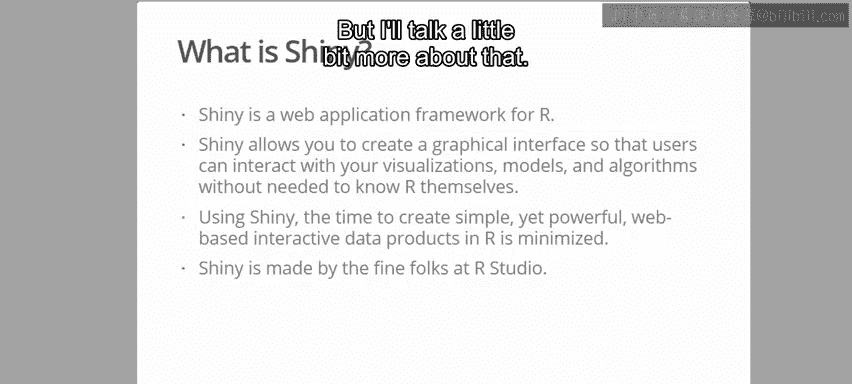 But I'll talk a little
bit more about that.
What is Shiny?
· Shiny is a web application framework for R.
· Shiny allows you to create a graphical interface so that users
can interact with your visualizations, models, and algorithms
without needed to know R themselves.
· Using Shiny, the time to create simple, yet powerful, web-
based interactive data products in R is minimized.
· Shiny is made by the fine folks at R Studio.
@bilibili.com